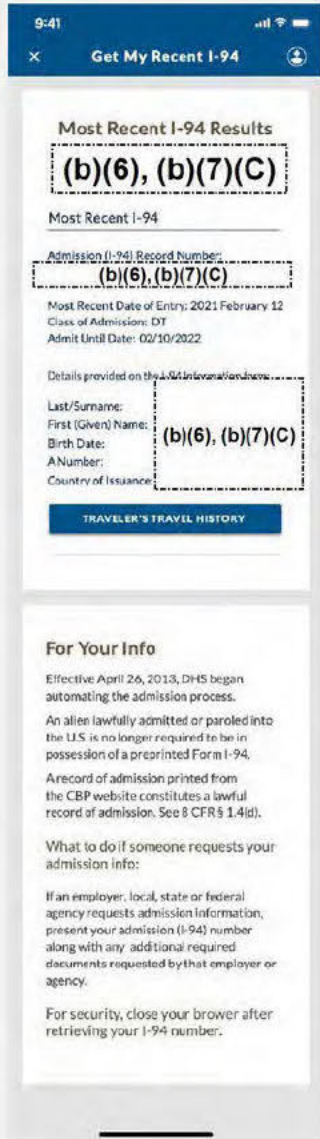 9:41
× Get My Recent I-94
Most Recent I-94 Results
(b)(6), (b)(7)(C)
Most Recent I-94
Admission (I-94) Record Number:
(b)(6), (b)(7)(C)
Most Recent Date of Entry: 2021 February 12
Class of Admission: DT
Admit Until Date: 02/10/2022
Details provided on the I-94 Information form:
Last/Surname:
First (Given) Name:
Birth Date:
(b)(6), (b)(7)(C)
ANumber:
Country of Issuance
TRAVELER'S TRAVEL HISTORY
For Your Info
Effective April 26, 2013, DHS began
automating the admission process.
An alien lawfully admitted or paroled into
the U.S is no longer required to be in
possession of a preprinted Form I-94.
A record of admission printed from
the CBP website constitutes a lawful
record of admission. See 8 CFR § 1.4(d).
What to do if someone requests your
admission info:
If an employer, local, state or federal
agency requests admission information,
present your admission (I-94) number
along with any additional required
documents requested by that employer or
agency.
For security, close your brower after
retrieving your I-94 number.